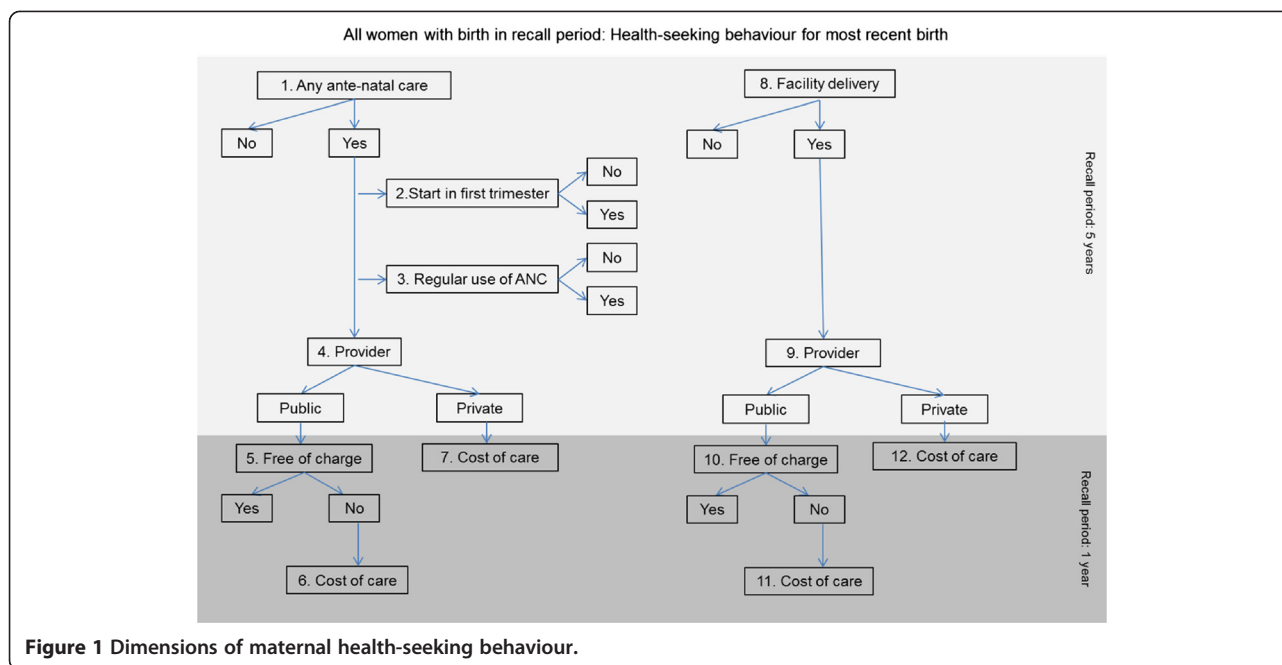 All women with birth in recall period: Health-seeking behaviour for most recent birth
1. Any ante-natal care
No
Yes
2.Start in first trimester
No
Yes
3. Regular use of ANC
No
Yes
4. Provider
Public
Private
5. Free of charge
7. Cost of care
Yes
No
6. Cost of care
8. Facility delivery
No
Yes
9. Provider
Public
Private
10. Free of charge
12. Cost of care
Yes
No
11. Cost of care
Recall period: 5 years
Recall period: 1 year
Figure 1 Dimensions of maternal health-seeking behaviour.